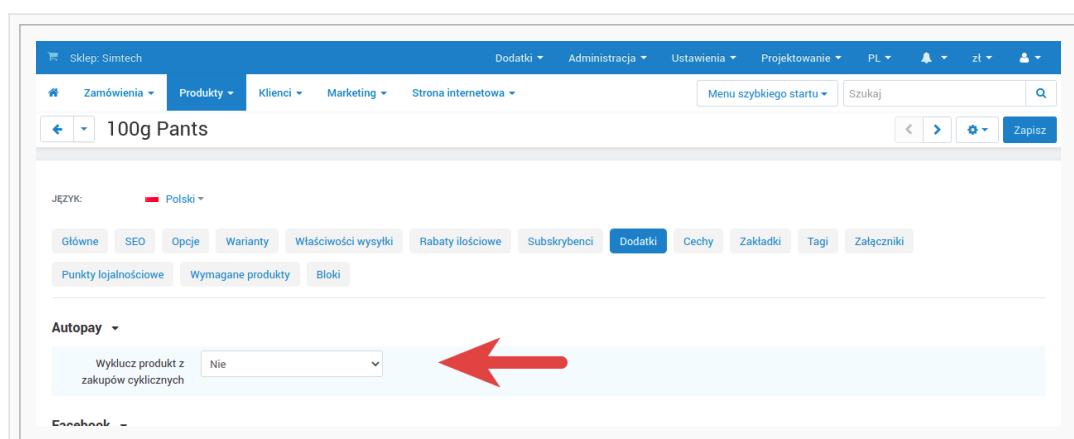 Sklep: Simtech Dodatki Administracja Ustawienia Projektowanie PL zł
Zamówienia Produkty Klienci Marketing Strona internetowa Menu szybkiego startu Szukaj
100g Pants Zapisz
JĘZYK: Polski
Główne SEO Opcje Warianty Właściwości wysyłki Rabaty ilościowe Subskrybenci Dodatki Cechy Zakładki Tagi Załączniki
Punkty lojalnościowe Wymagane produkty Bloki
Autopay
Wyklucz produkt z Nie
zakupów cyklicznych
Facebook